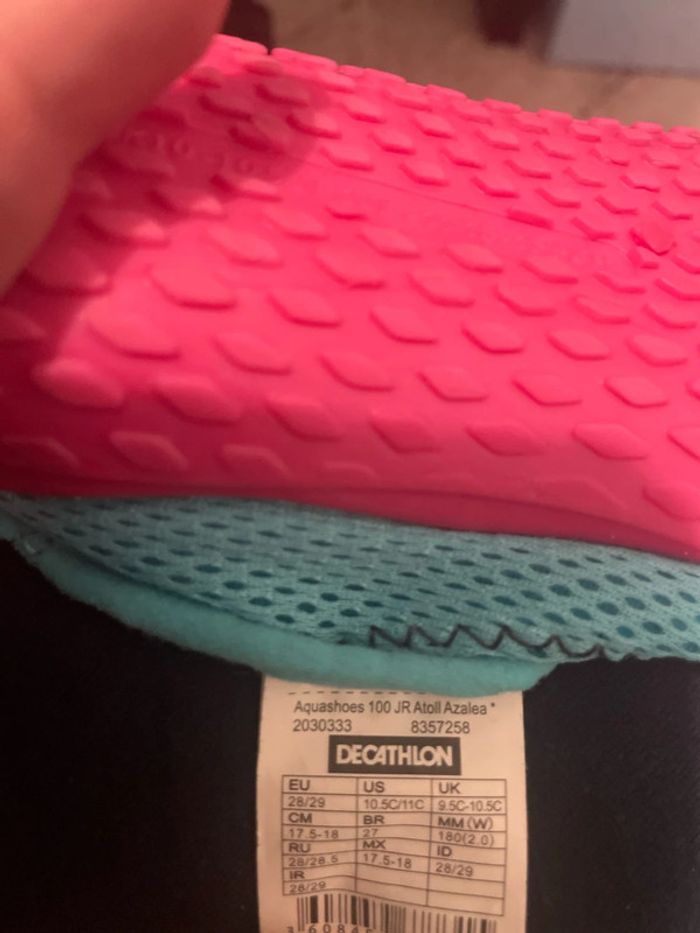 Aquashoes 100 JR Atoll Azalea *
2030333 8357258
DECATHLON
EU US UK
28/29 10.5C/11C 9.5C-10.5C
CM BR MM(W)
17.5-18 27 180(2.0)
RU MX ID
28/28.5 17.5-18 28/29
IR
28/29
3 60845